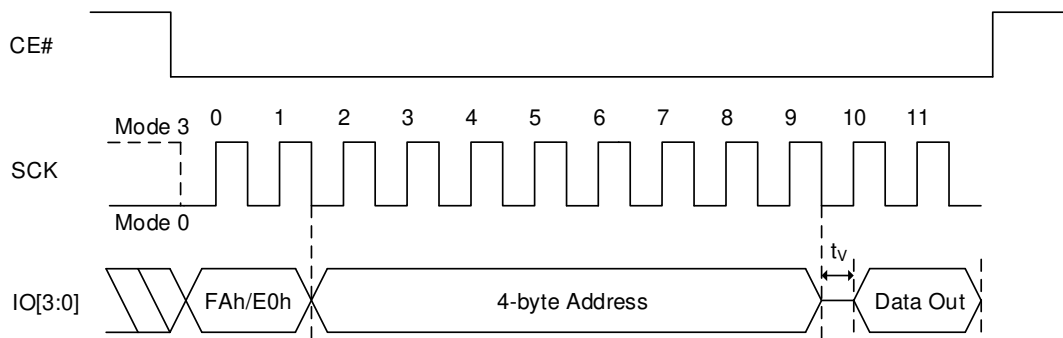 CE#
Mode 3
0 1 2 3 4 5 6 7 8 9 10 11
SCK
Mode 0
tV
IO[3:0]
FAh/E0h
4-byte Address
Data Out